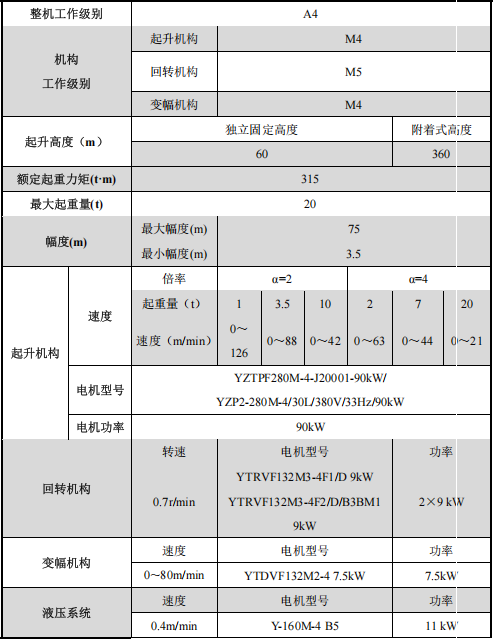 整机工作级别 A4
机构
工作级别
起升机构 M4
回转机构 M5
变幅机构 M4
起升高度（m） 独立固定高度 附着式高度
60 360
额定起重力矩(t·m) 315
最大起重量(t) 20
幅度(m) 最大幅度(m) 75
最小幅度(m) 3.5
起升机构 速度 倍率 α=2 α=4
起重量（t） 1 3.5 10 2 7 20
速度（m/min） 0～126 0～88 0～42 0～63 0～44 0～21
电机型号 YZTPF280M-4-J20001-90kW/
YZP2-280M-4/30L/380V/33Hz/90kW
电机功率 90kW
回转机构 转速 电机型号 功率
0.7r/min YTRVF132M3-4F1/D 9kW
YTRVF132M3-4F2/D/B3BM1
9kW
2×9 kW
变幅机构 速度 电机型号 功率
0～80m/min YTDVF132M2-4 7.5kW 7.5kW
液压系统 速度 电机型号 功率
0.4m/min Y-160M-4 B5 11 kW